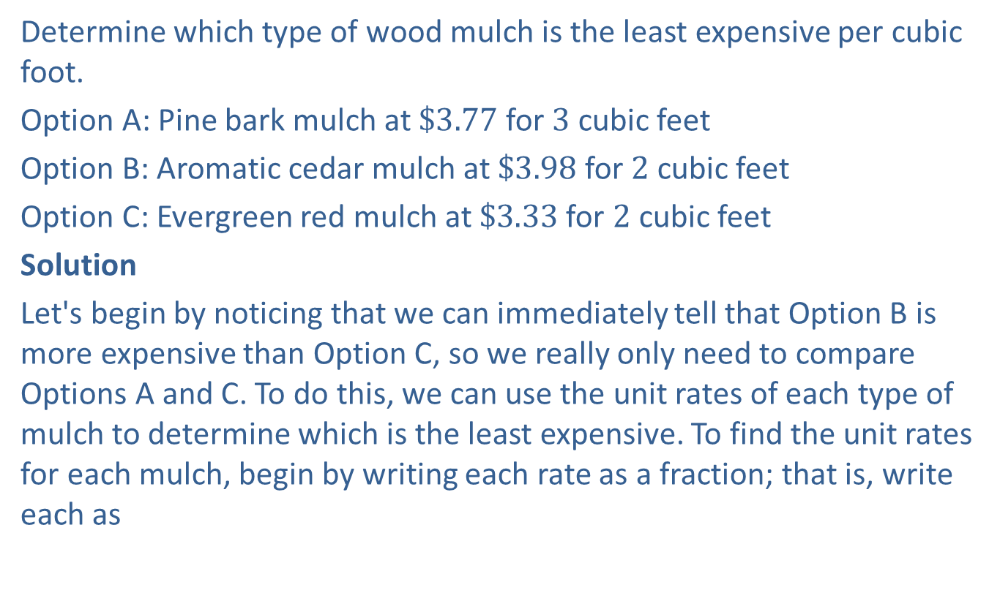 Determine which type of wood mulch is the least expensive per cubic
foot.
Option A: Pine bark mulch at $3.77 for 3 cubic feet
Option B: Aromatic cedar mulch at $3.98 for 2 cubic feet
Option C: Evergreen red mulch at $3.33 for 2 cubic feet
Solution
Let's begin by noticing that we can immediately tell that Option B is
more expensive than Option C, so we really only need to compare
Options A and C. To do this, we can use the unit rates of each type of
mulch to determine which is the least expensive. To find the unit rates
for each mulch, begin by writing each rate as a fraction; that is, write
each as